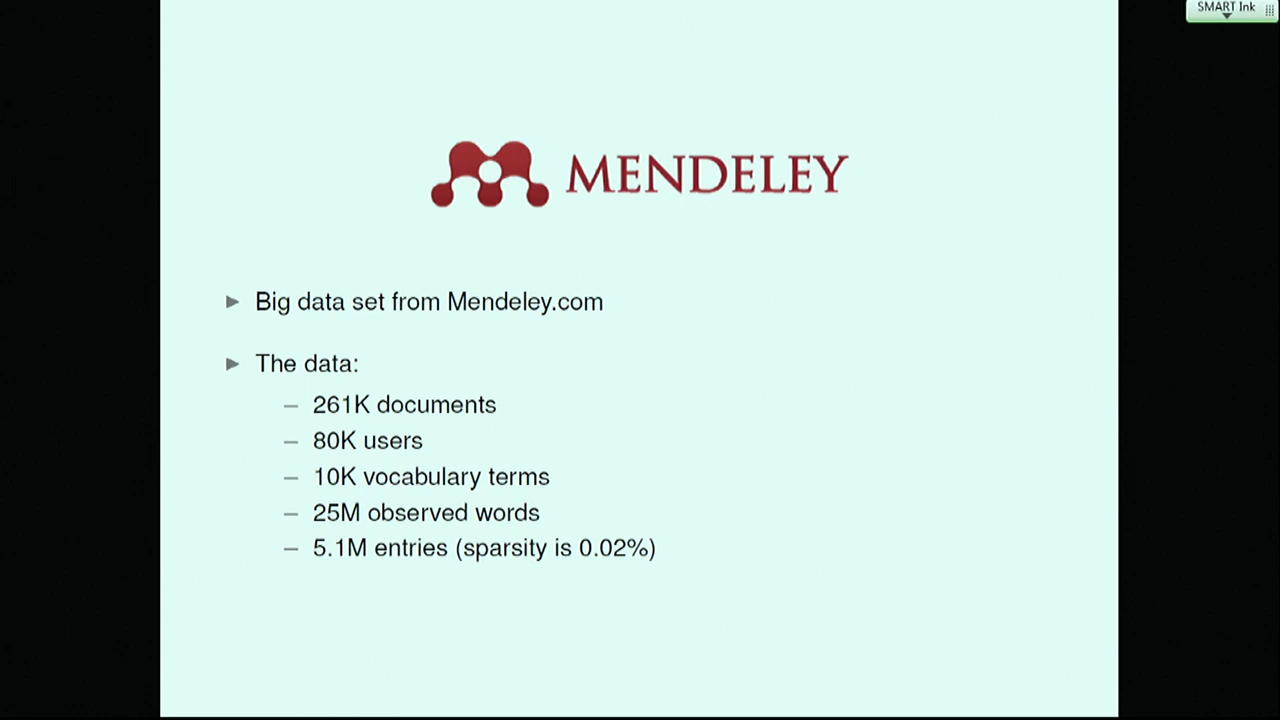 SMART Ink
MENDELEY
► Big data set from Mendeley.com
► The data:
– 261K documents
– 80K users
– 10K vocabulary terms
– 25M observed words
– 5.1M entries (sparsity is 0.02%)